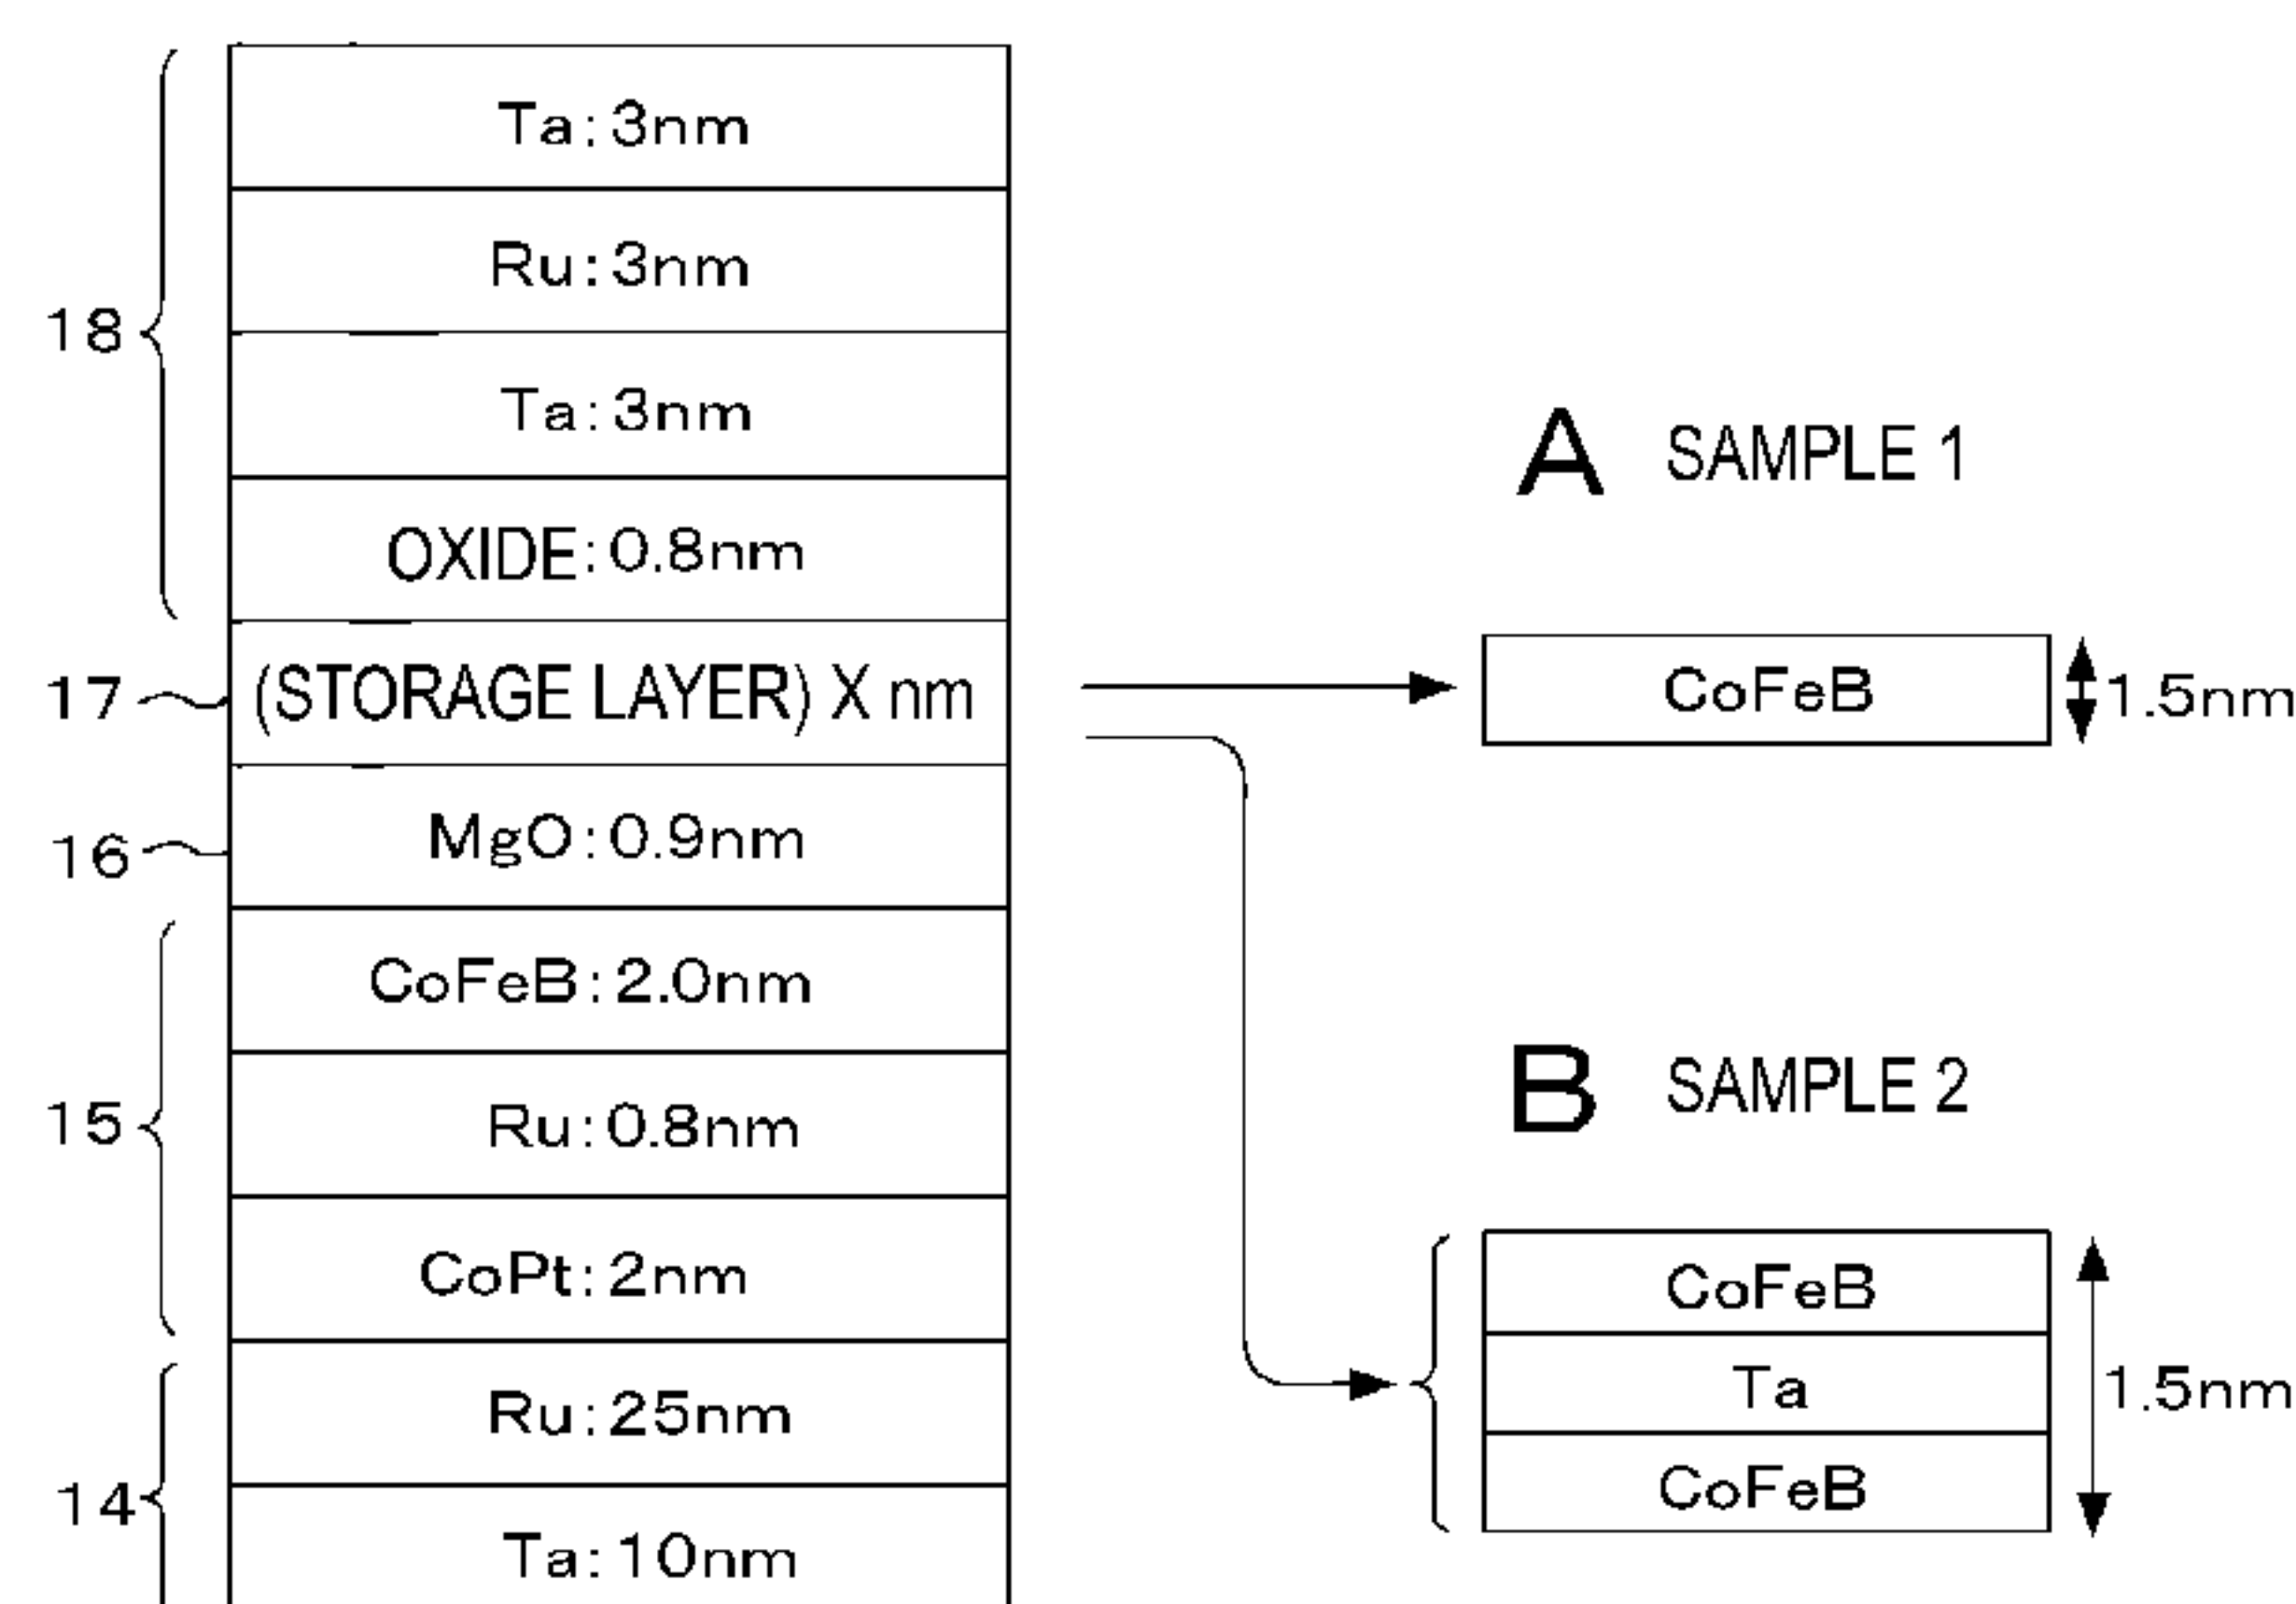 Ta:3nm
Ru:3nm
18
Ta:3nm
OXIDE:0.8nm
17
(STORAGE LAYER) X nm
16
MgO:0.9nm
CoFeB:2.0nm
15
Ru:0.8nm
CoPt:2nm
Ru:25nm
14
Ta:10nm
A SAMPLE 1
CoFeB
1.5nm
B SAMPLE 2
CoFeB
Ta
1.5nm
CoFeB